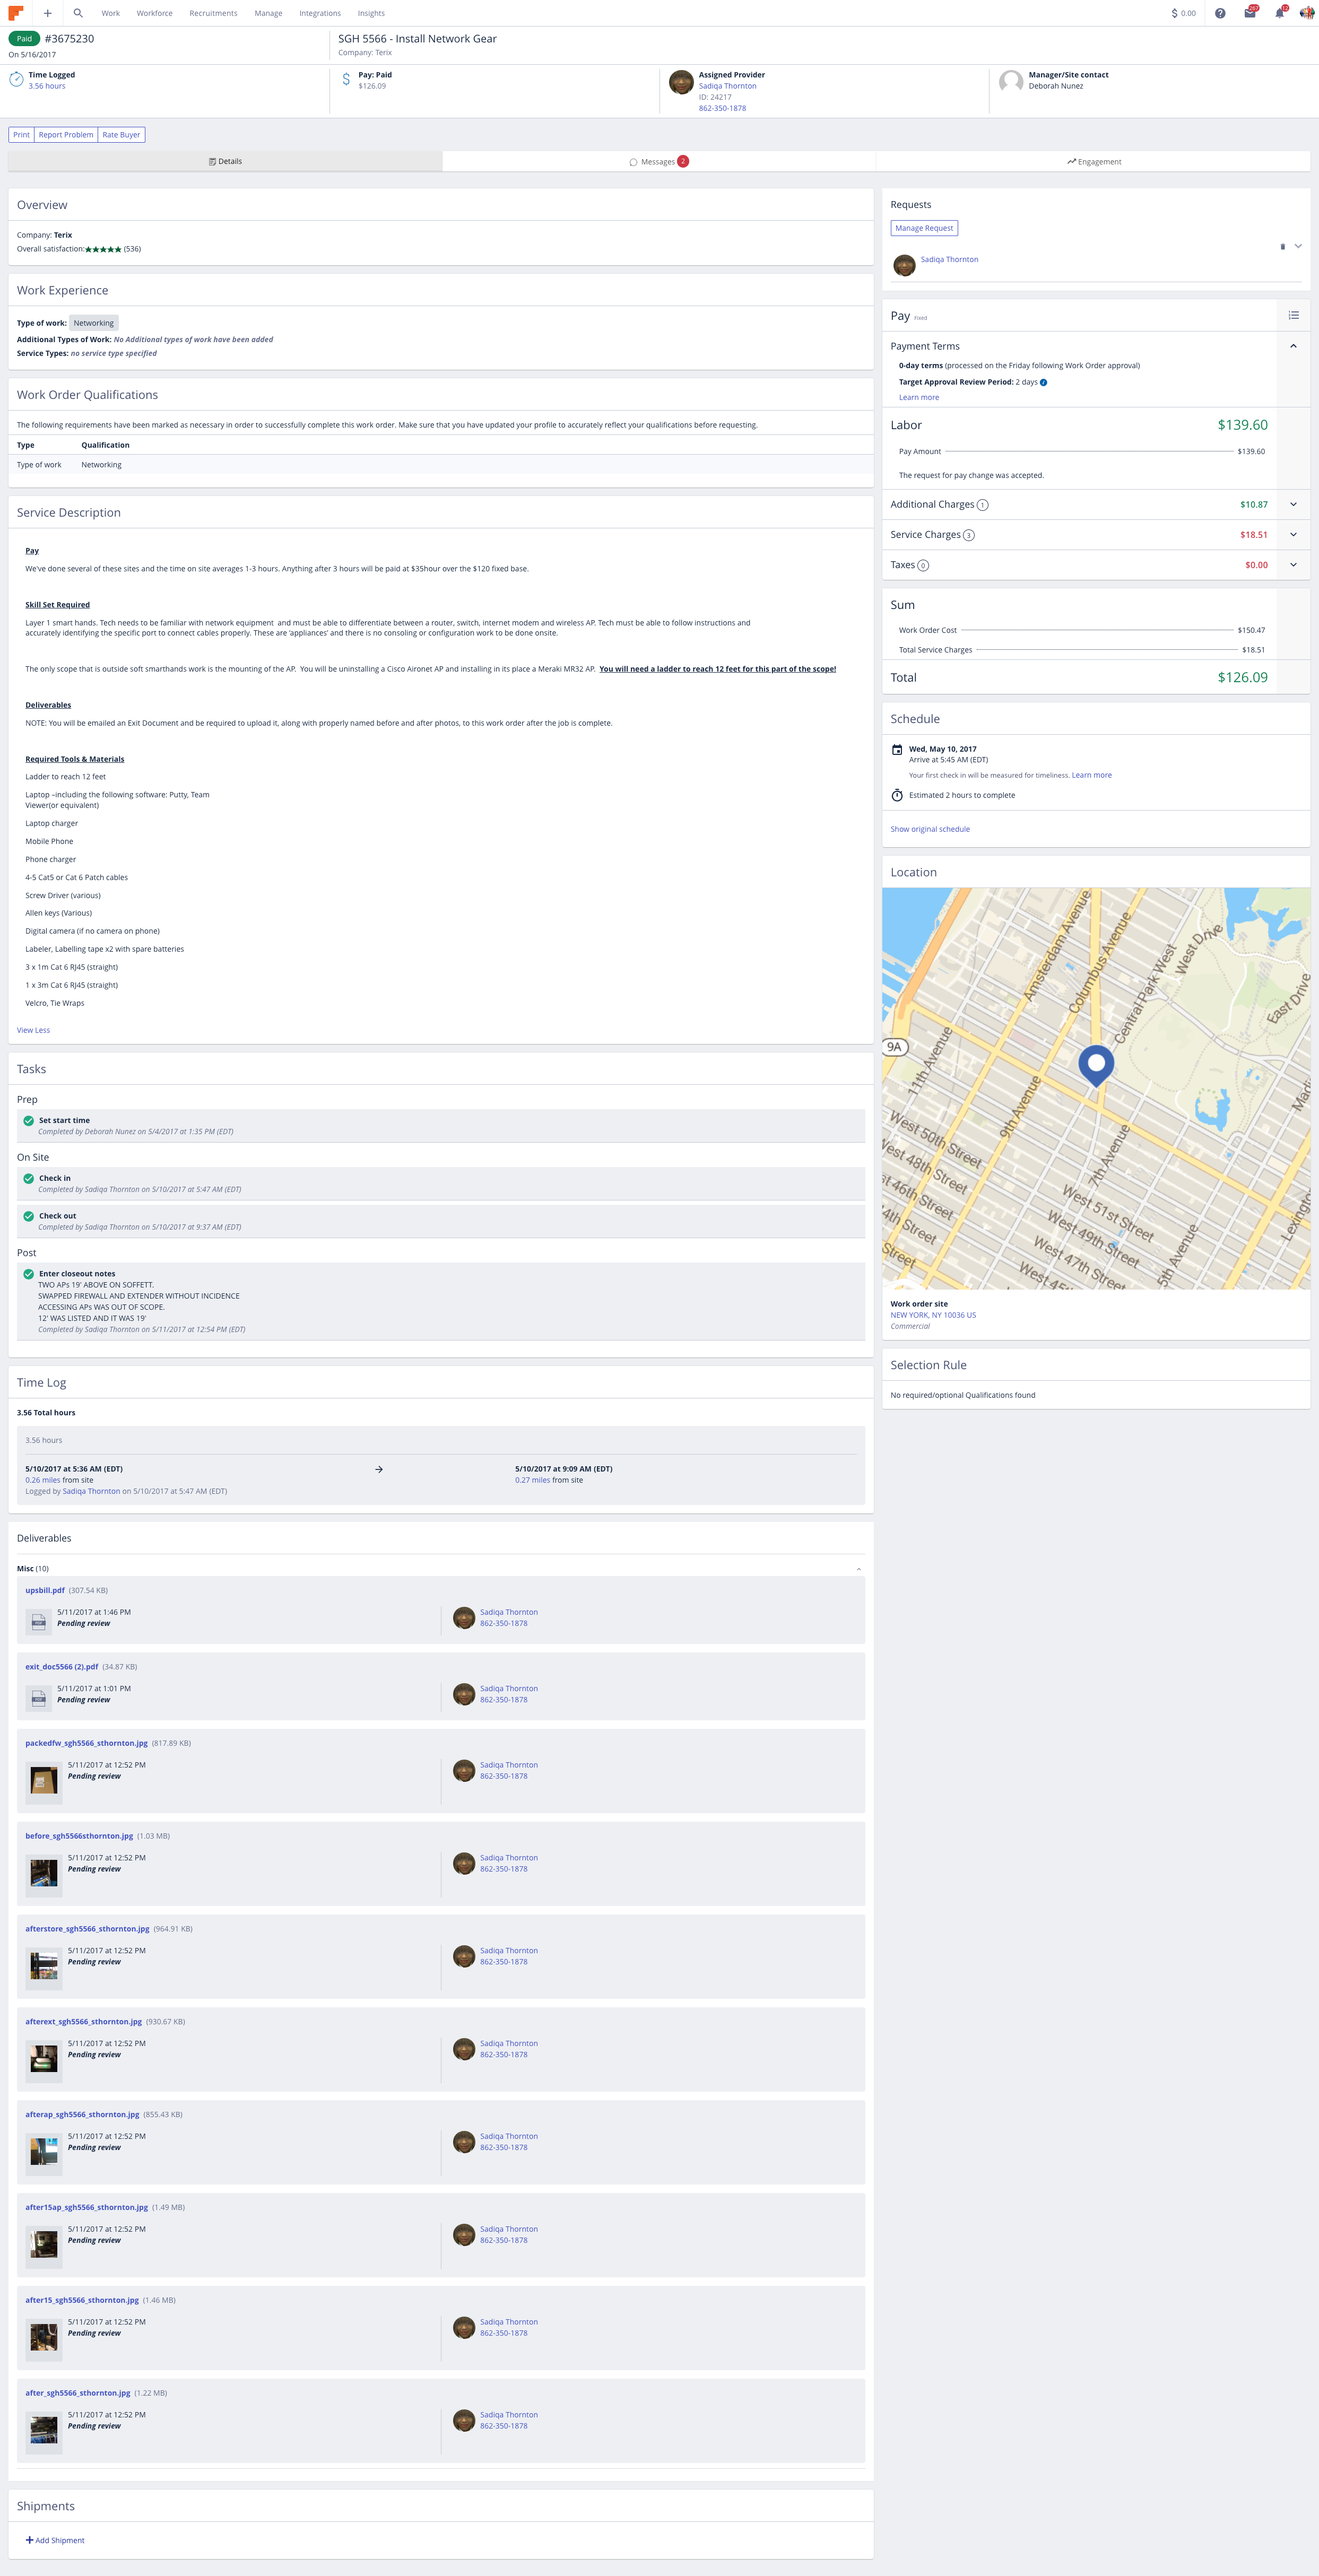 Work Workforce Recruitments Manage Integrations Insights
0.00
Paid #3675230
On 5/16/2017
SGH 5566 - Install Network Gear
Company: Terix
Time Logged
3.56 hours
Pay: Paid
$126.09
Assigned Provider
Sadiqa Thornton
ID: 24217
862-350-1878
Manager/Site contact
Deborah Nunez
Print Report Problem Rate Buyer
Details
Messages 2
Engagement
Overview
Company: Terix
Overall satisfaction:★★★★★ (536)
Work Experience
Type of work: Networking
Additional Types of Work: No Additional types of work have been added
Service Types: no service type specified
Work Order Qualifications
The following requirements have been marked as necessary in order to successfully complete this work order. Make sure that you have updated your profile to accurately reflect your qualifications before requesting.
Type Qualification
Type of work Networking
Service Description
Pay
We've done several of these sites and the time on site averages 1-3 hours. Anything after 3 hours will be paid at $35hour over the $120 fixed base.
Skill Set Required
Layer 1 smart hands. Tech needs to be familiar with network equipment and must be able to differentiate between a router, switch, internet modem and wireless AP. Tech must be able to follow instructions and
accurately identifying the specific port to connect cables properly. These are 'appliances' and there is no consoling or configuration work to be done onsite.
The only scope that is outside soft smarthands work is the mounting of the AP. You will be uninstalling a Cisco Aironet AP and installing in its place a Meraki MR32 AP. You will need a ladder to reach 12 feet for this part of the scope!
Deliverables
NOTE: You will be emailed an Exit Document and be required to upload it, along with properly named before and after photos, to this work order after the job is complete.
Required Tools & Materials
Ladder to reach 12 feet
Laptop –including the following software: Putty, Team
Viewer(or equivalent)
Laptop charger
Mobile Phone
Phone charger
4-5 Cat5 or Cat 6 Patch cables
Screw Driver (various)
Allen keys (Various)
Digital camera (if no camera on phone)
Labeler, Labelling tape x2 with spare batteries
3 x 1m Cat 6 RJ45 (straight)
1 x 3m Cat 6 RJ45 (straight)
Velcro, Tie Wraps
View Less
Tasks
Prep
Set start time
Completed by Deborah Nunez on 5/4/2017 at 1:35 PM (EDT)
On Site
Check in
Completed by Sadiqa Thornton on 5/10/2017 at 5:47 AM (EDT)
Check out
Completed by Sadiqa Thornton on 5/10/2017 at 9:37 AM (EDT)
Post
Enter closeout notes
TWO APs 19' ABOVE ON SOFFETT.
SWAPPED FIREWALL AND EXTENDER WITHOUT INCIDENCE
ACCESSING APs WAS OUT OF SCOPE.
12' WAS LISTED AND IT WAS 19'
Completed by Sadiqa Thornton on 5/11/2017 at 12:54 PM (EDT)
Time Log
3.56 Total hours
3.56 hours
5/10/2017 at 5:36 AM (EDT)
0.26 miles from site
Logged by Sadiqa Thornton on 5/10/2017 at 5:47 AM (EDT)
5/10/2017 at 9:09 AM (EDT)
0.27 miles from site
Deliverables
Misc (10)
upsbill.pdf (307.54 KB)
5/11/2017 at 1:46 PM
Pending review
Sadiqa Thornton
862-350-1878
exit_doc5566 (2).pdf (34.87 KB)
5/11/2017 at 1:01 PM
Pending review
Sadiqa Thornton
862-350-1878
packedfw_sgh5566_sthornton.jpg (817.89 KB)
5/11/2017 at 12:52 PM
Pending review
Sadiqa Thornton
862-350-1878
before_sgh5566sthornton.jpg (1.03 MB)
5/11/2017 at 12:52 PM
Pending review
Sadiqa Thornton
862-350-1878
afterstore_sgh5566_sthornton.jpg (964.91 KB)
5/11/2017 at 12:52 PM
Pending review
Sadiqa Thornton
862-350-1878
afterext_sgh5566_sthornton.jpg (930.67 KB)
5/11/2017 at 12:52 PM
Pending review
Sadiqa Thornton
862-350-1878
afterap_sgh5566_sthornton.jpg (855.43 KB)
5/11/2017 at 12:52 PM
Pending review
Sadiqa Thornton
862-350-1878
after15ap_sgh5566_sthornton.jpg (1.49 MB)
5/11/2017 at 12:52 PM
Pending review
Sadiqa Thornton
862-350-1878
after15_sgh5566_sthornton.jpg (1.46 MB)
5/11/2017 at 12:52 PM
Pending review
Sadiqa Thornton
862-350-1878
after_sgh5566_sthornton.jpg (1.22 MB)
5/11/2017 at 12:52 PM
Pending review
Sadiqa Thornton
862-350-1878
Shipments
Add Shipment
Requests
Manage Request
Sadiqa Thornton
Pay Fixed
Payment Terms
0-day terms (processed on the Friday following Work Order approval)
Target Approval Review Period: 2 days
Learn more
Labor $139.60
Pay Amount $139.60
The request for pay change was accepted.
Additional Charges 1 $10.87
Service Charges 3 $18.51
Taxes 0 $0.00
Sum
Work Order Cost $150.47
Total Service Charges $18.51
Total $126.09
Schedule
Wed, May 10, 2017
Arrive at 5:45 AM (EDT)
Your first check in will be measured for timeliness. Learn more
Estimated 2 hours to complete
Show original schedule
Location
Amsterdam Avenue
Columbus Avenue
Central Park West
West Drive
East Drive
9A
11th Avenue
9th Avenue
7th Avenue
5th Avenue
West 50th Street
West 48th Street
West 51st Street
West 49th Street
West 47th Street
Work order site
NEW YORK, NY 10036 US
Commercial
Selection Rule
No required/optional Qualifications found